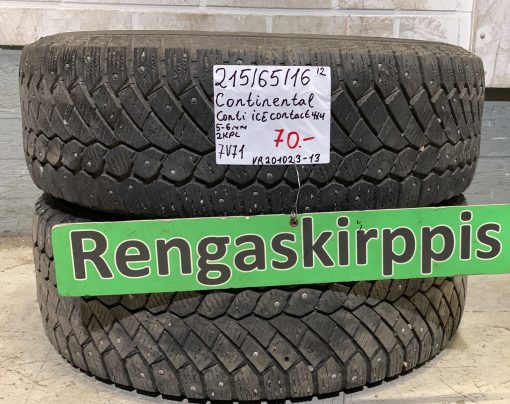 215/65/16 12
Continental
Conti icEcontact 4x4
5-6mm
2KPL
70.-
7V71
VR201023-13
Rengaskirppis